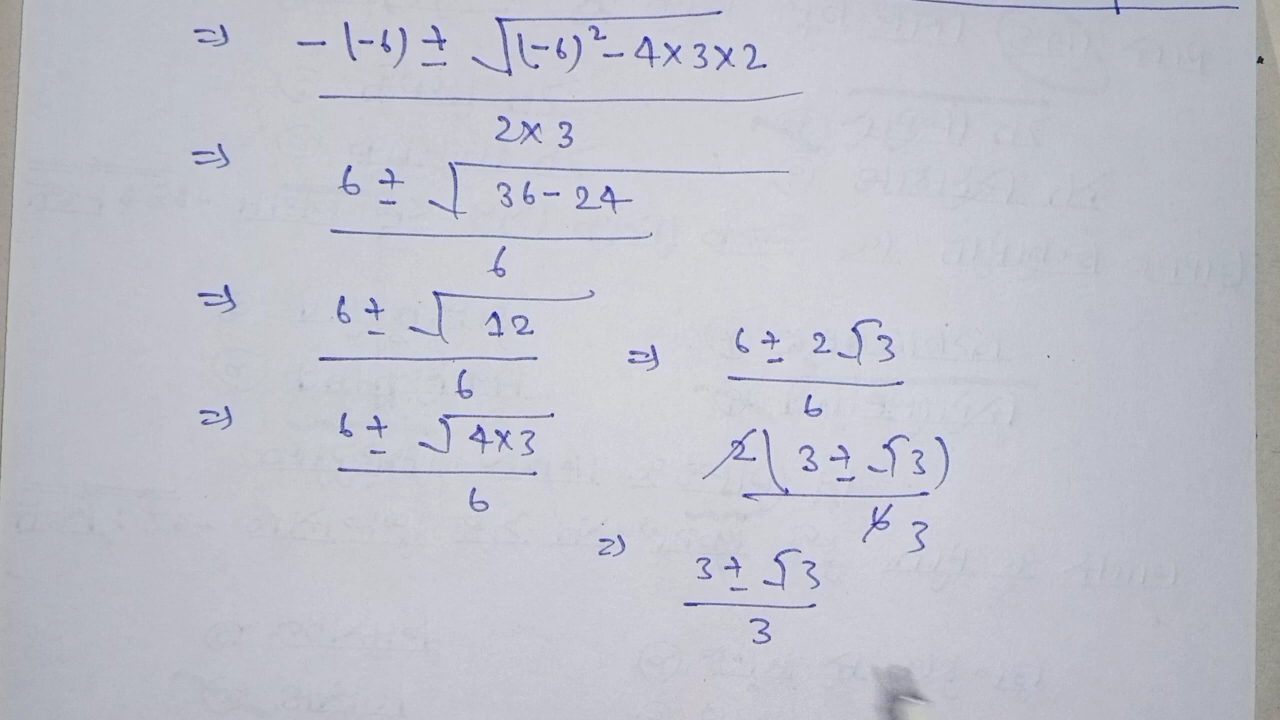 ⇒ - (-6) ± √(-6)² - 4×3×2
2×3
⇒ 6 ± √36-24
6
⇒ 6 ± √12
6
⇒ 6 ± √4×3
6
⇒ 6 ± 2√3
6
2(3 ± √3)
6 3
⇒ 3 ± √3
3